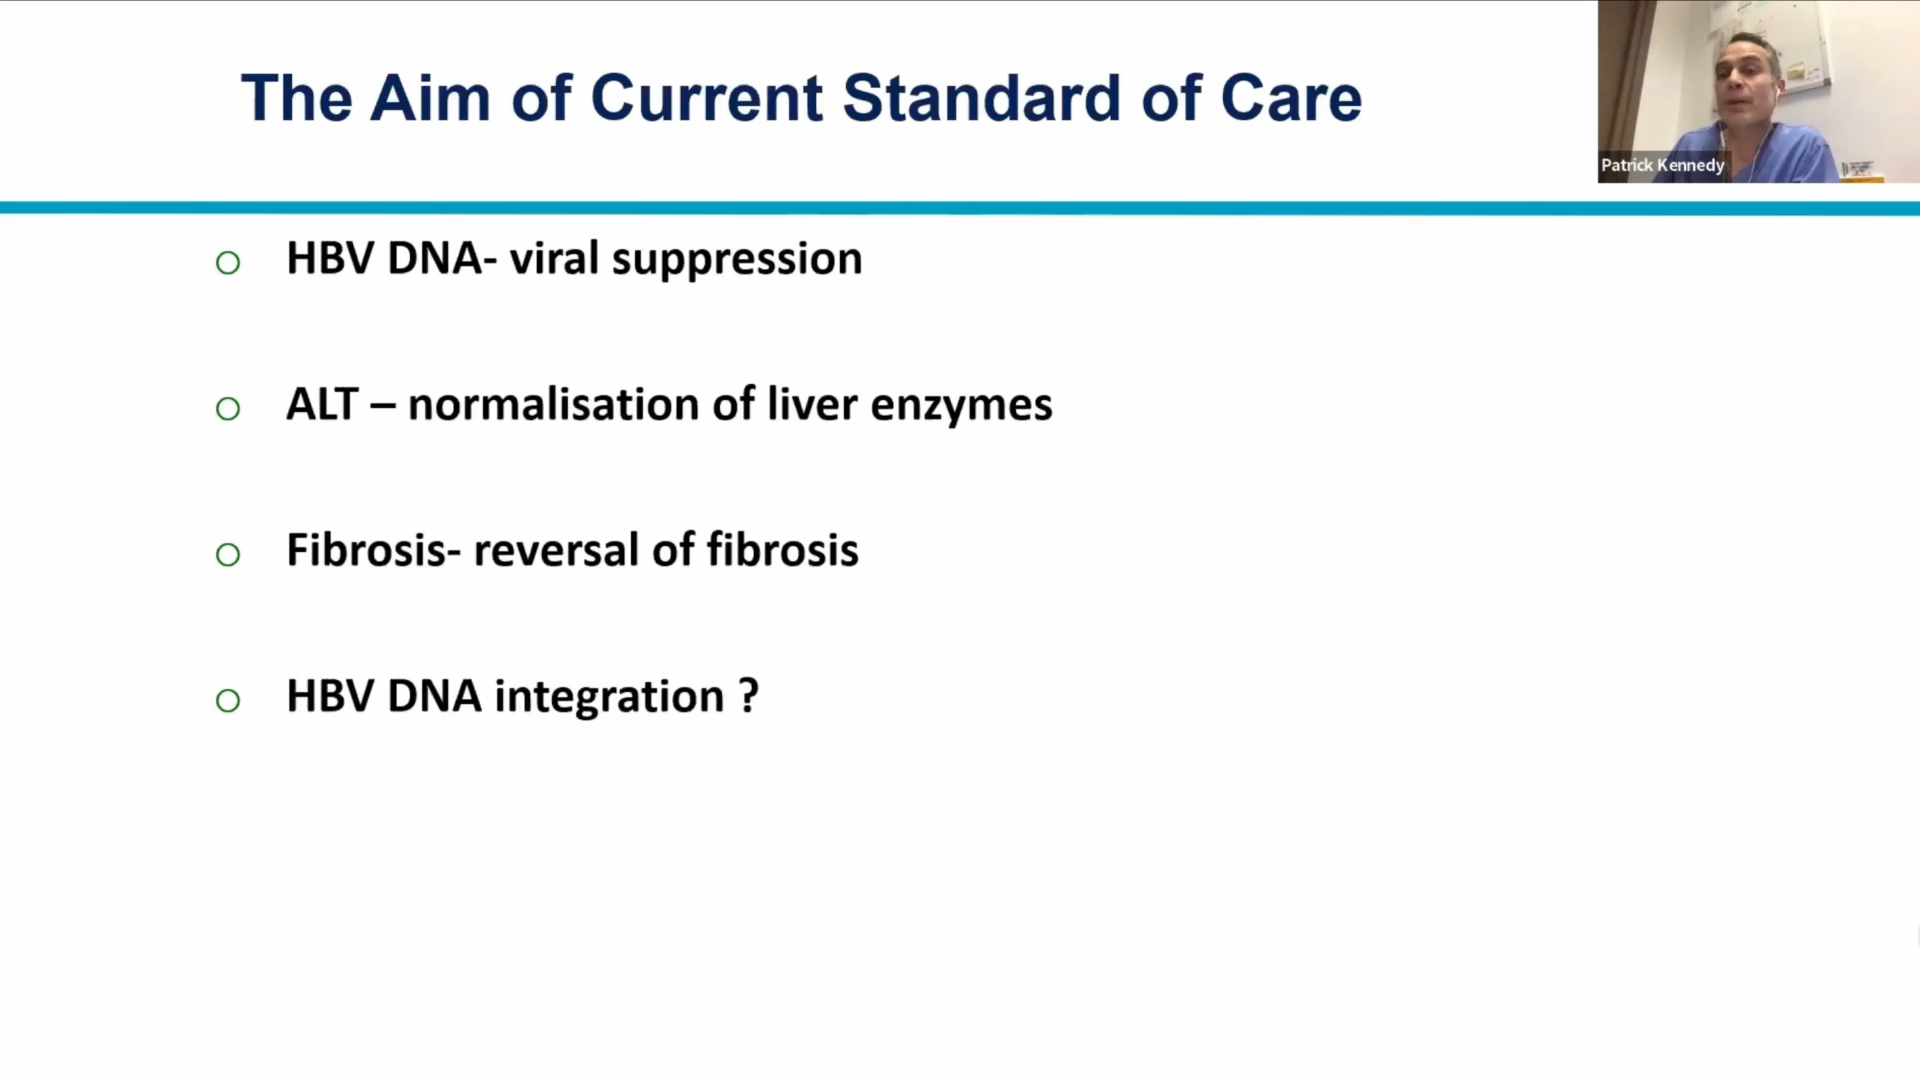 The Aim of Current Standard of Care
Patrick Kennedy
HBV DNA- viral suppression
ALT – normalisation of liver enzymes
Fibrosis- reversal of fibrosis
HBV DNA integration ?